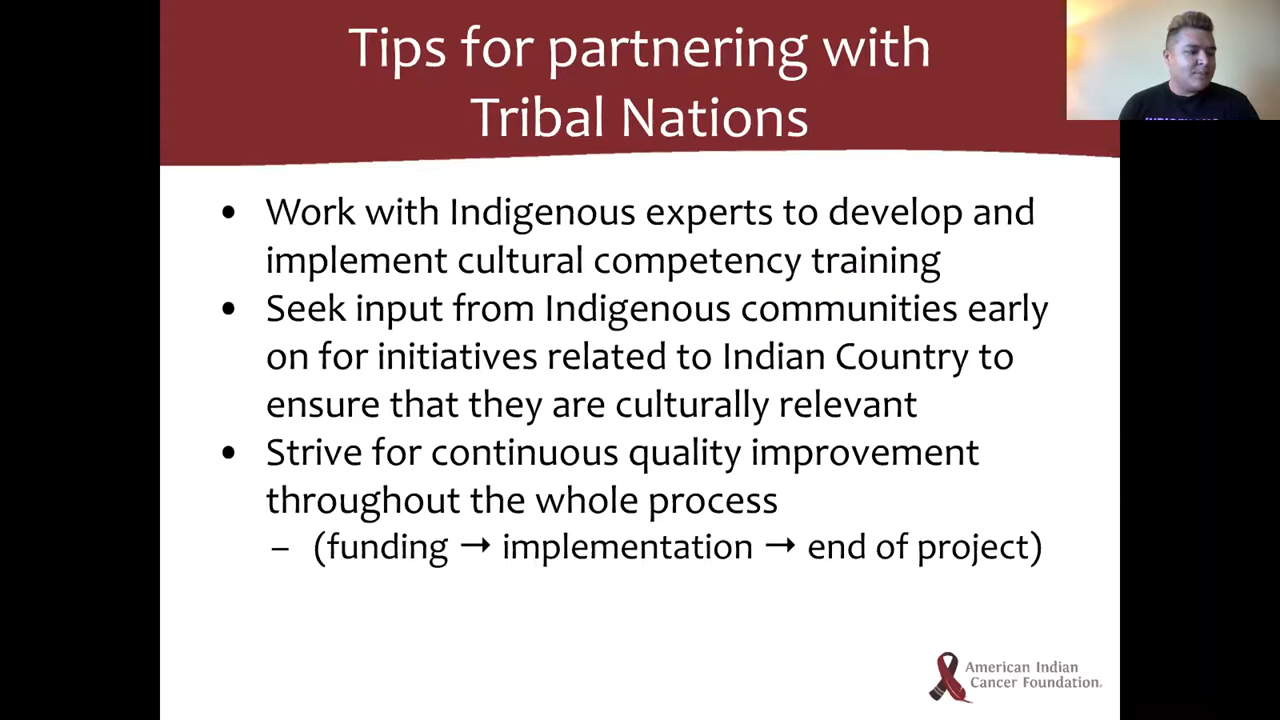 Tips for partnering with
Tribal Nations
• Work with Indigenous experts to develop and
implement cultural competency training
• Seek input from Indigenous communities early
on for initiatives related to Indian Country to
ensure that they are culturally relevant
• Strive for continuous quality improvement
throughout the whole process
– (funding → implementation → end of project)
American Indian
Cancer Foundation.